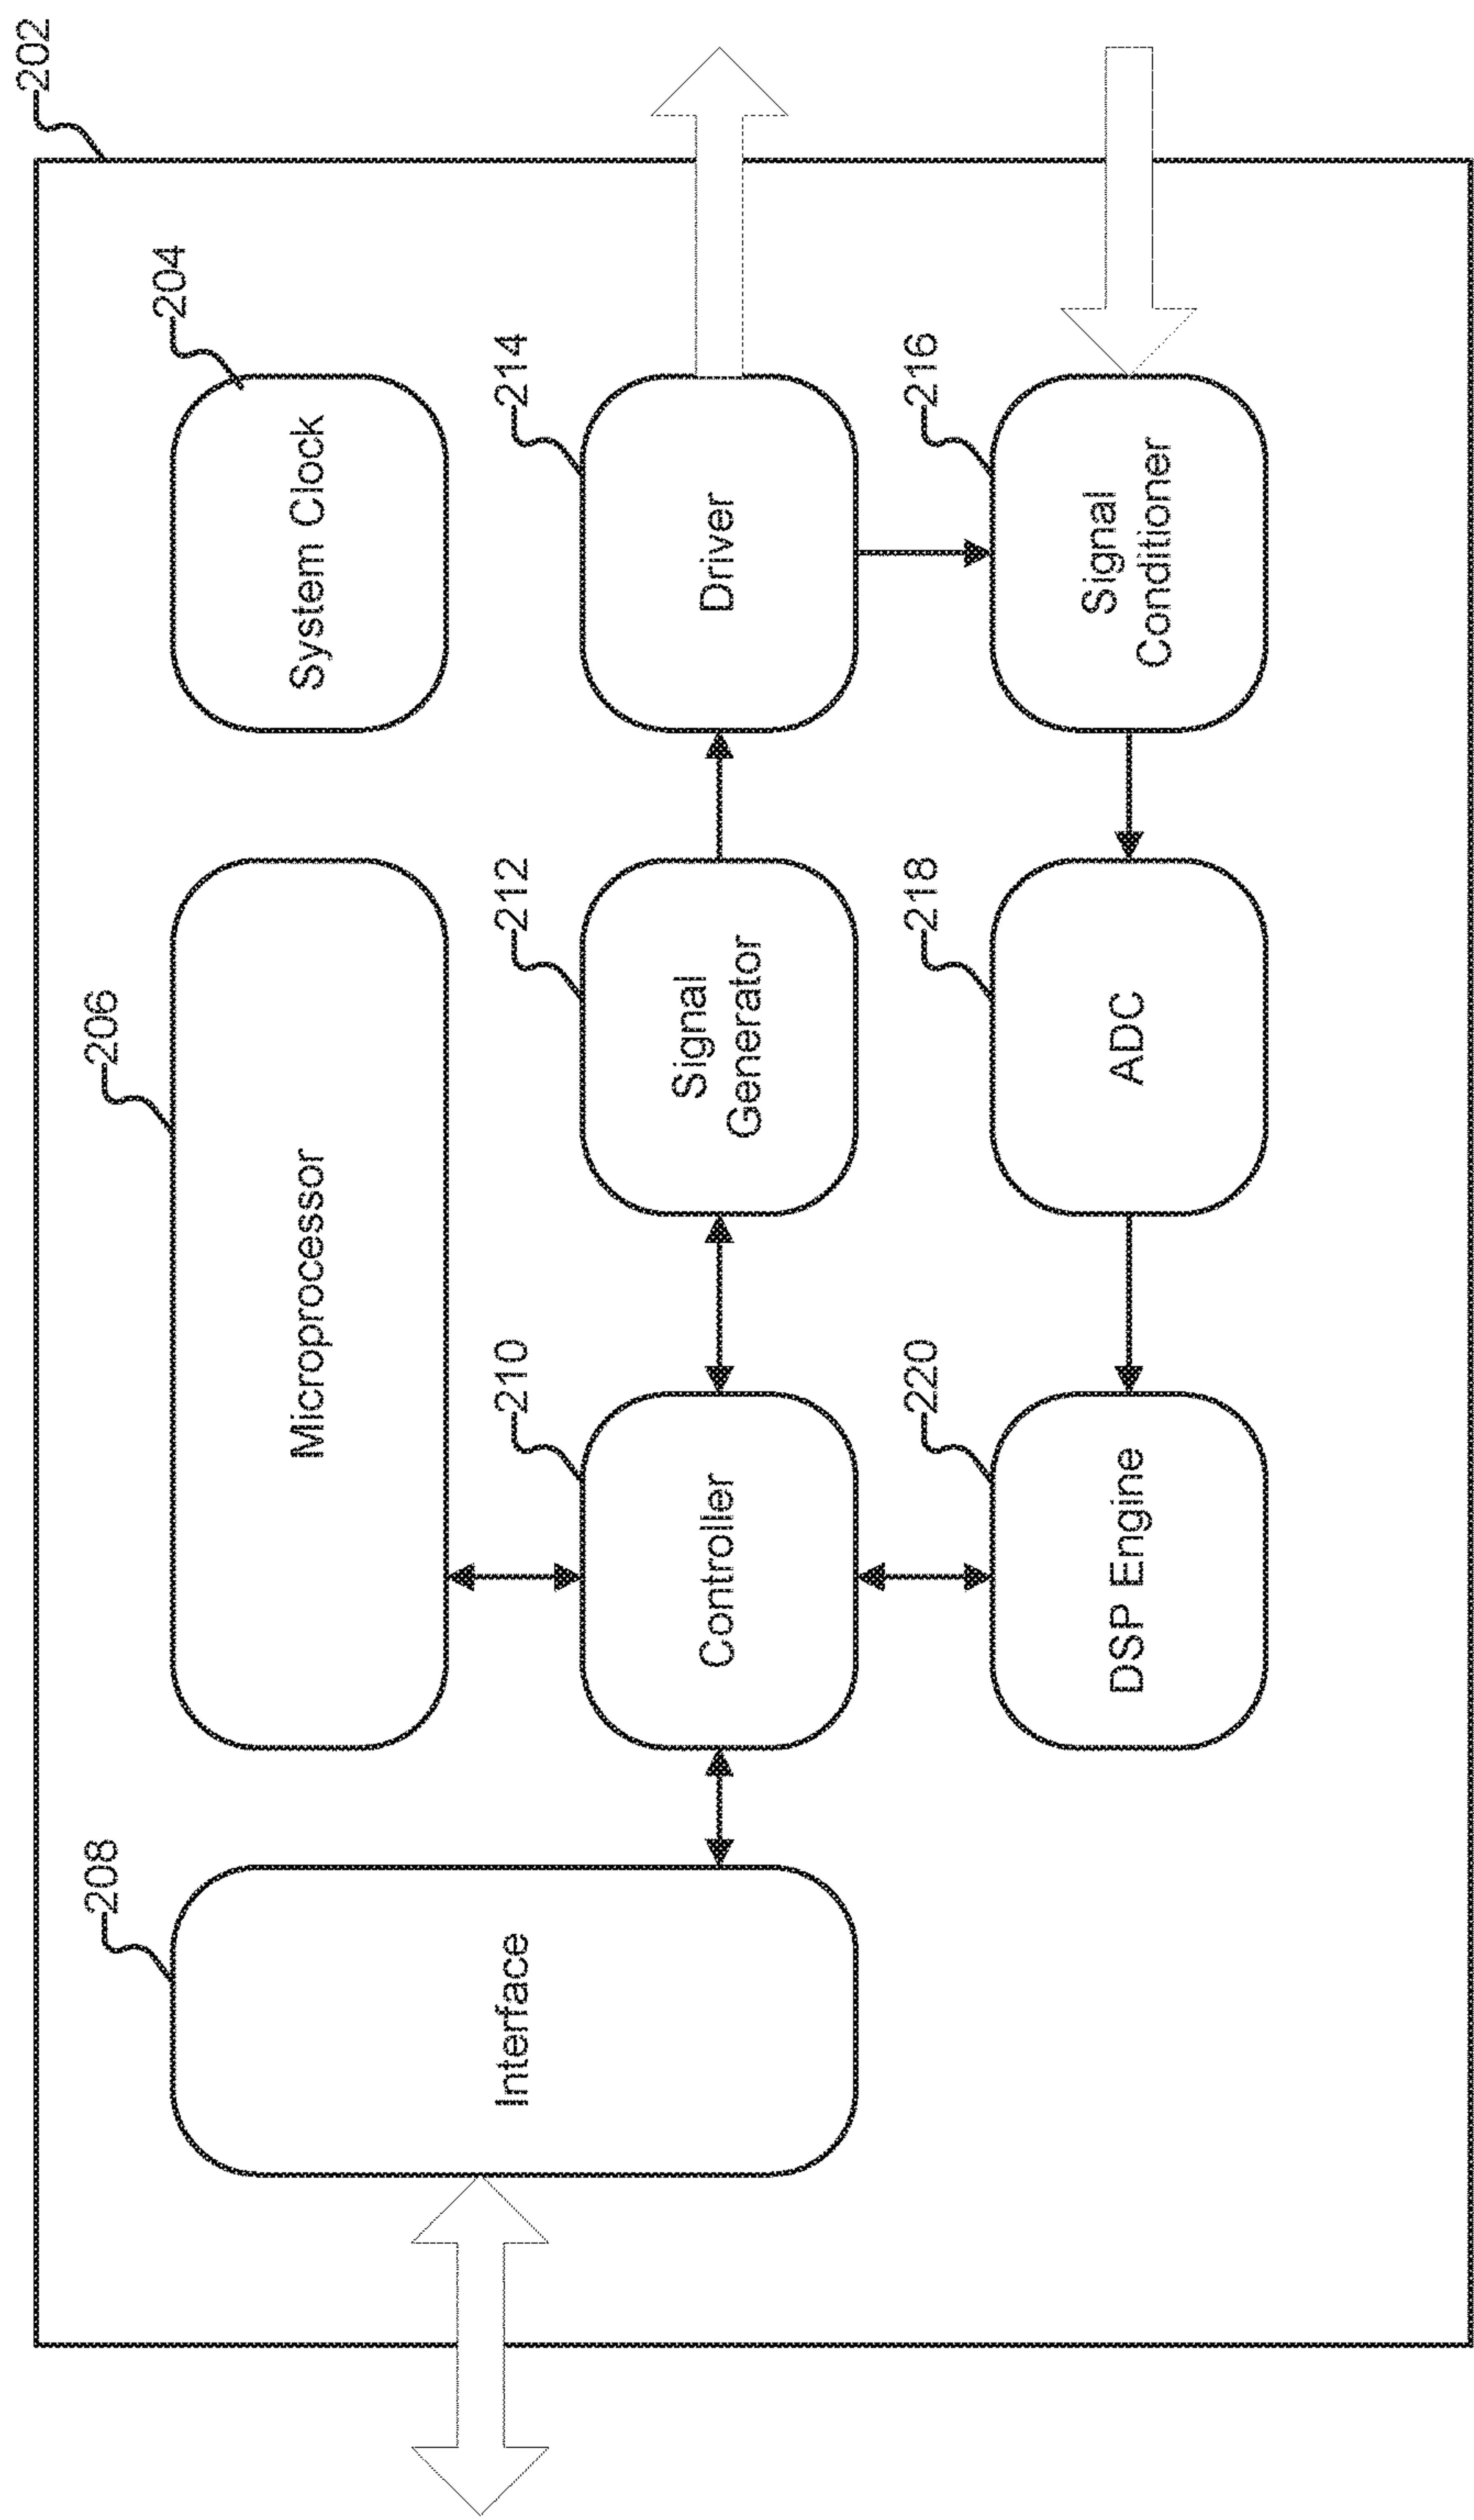 202
208
Interface
206
Microprocessor
204
System Clock
210
Controller
212
Signal
Generator
214
Driver
220
DSP Engine
218
ADC
216
Signal
Conditioner